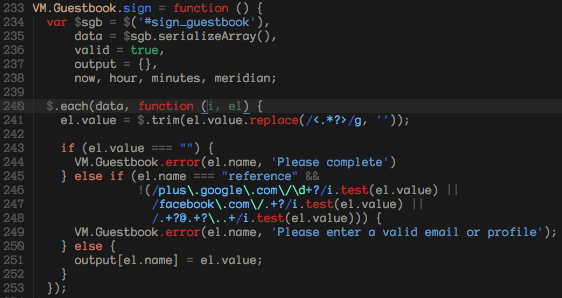 233 VM.Guestbook.sign = function () {
234   var $sgb = $('#sign_guestbook'),
235       data = $sgb.serializeArray(),
236       valid = true,
237       output = {},
238       now, hour, minutes, meridian;
239
240   $.each(data, function (i, el) {
241     el.value = $.trim(el.value.replace(/<.*?>/g, ''));
242
243     if (el.value === "") {
244       VM.Guestbook.error(el.name, 'Please complete')
245     } else if (el.name === "reference" &&
246                !(/plus\.google\.com\/\d+?/i.test(el.value) ||
247                  /facebook\.com\/.+?/i.test(el.value) ||
248                  /.+?@.+?\..+/i.test(el.value))) {
249       VM.Guestbook.error(el.name, 'Please enter a valid email or profile');
250     } else {
251       output[el.name] = el.value;
252     }
253   });